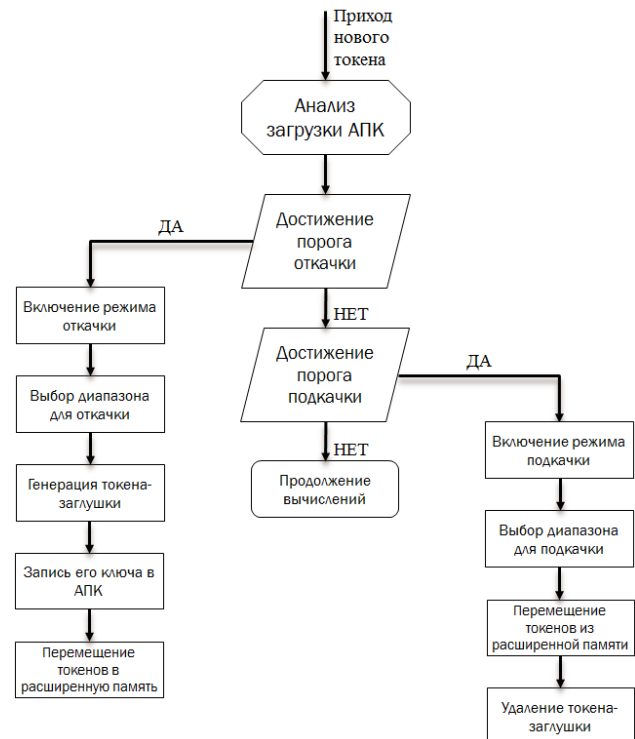 Приход
нового
токена
Анализ
загрузки АПК
Достижение
порога
откачки
ДА
НЕТ
Включение режима
откачки
Выбор диапазона
для откачки
Генерация токена-
заглушки
Запись его ключа в
АПК
Перемещение
токенов в
расширенную память
Достижение
порога
подкачки
ДА
НЕТ
Продолжение
вычислений
Включение режима
подкачки
Выбор диапазона
для подкачки
Перемещение
токенов из
расширенной памяти
Удаление токена-
заглушки